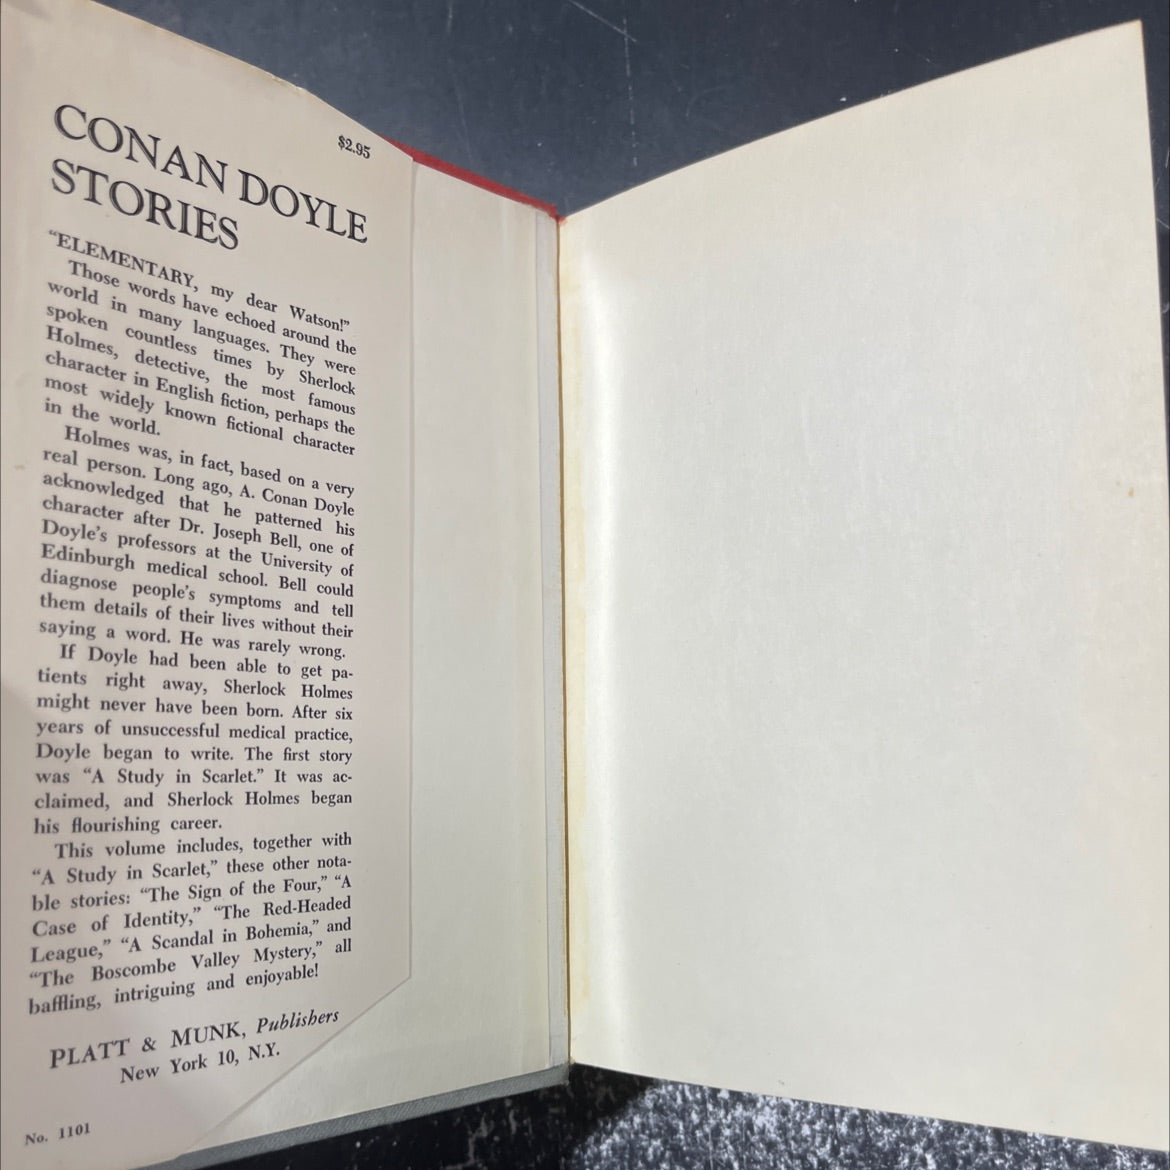 $2.95
CONAN DOYLE
STORIES
“ELEMENTARY, my dear Watson!”
Those words have echoed around the
world in many languages. They were
spoken countless times by Sherlock
Holmes, detective, the most famous
character in English fiction, perhaps the
most widely known fictional character
in the world.
Holmes was, in fact, based on a very
real person. Long ago, A. Conan Doyle
acknowledged that he patterned his
character after Dr. Joseph Bell, one of
Doyle’s professors at the University of
Edinburgh medical school. Bell could
diagnose people’s symptoms and tell
them details of their lives without their
saying a word. He was rarely wrong.
If Doyle had been able to get pa-
tients right away, Sherlock Holmes
might never have been born. After six
years of unsuccessful medical practice,
Doyle began to write. The first story
was “A Study in Scarlet.” It was ac-
claimed, and Sherlock Holmes began
his flourishing career.
This volume includes, together with
“A Study in Scarlet,” these other nota-
ble stories: “The Sign of the Four,” “A
Case of Identity,” “The Red-Headed
League,” “A Scandal in Bohemia,” and
“The Boscombe Valley Mystery,” all
baffling, intriguing and enjoyable!
PLATT & MUNK, Publishers
New York 10, N.Y.
No. 1101